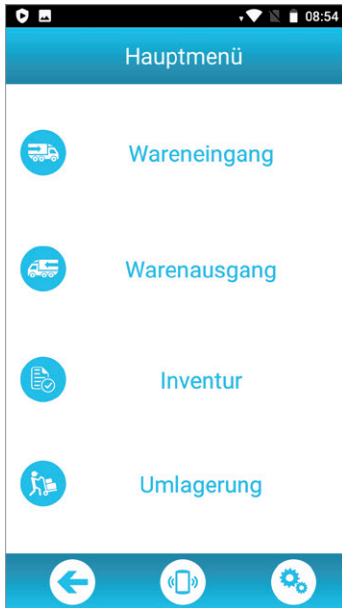 08:54
Hauptmenü
Wareneingang
Warenausgang
Inventur
Umlagerung